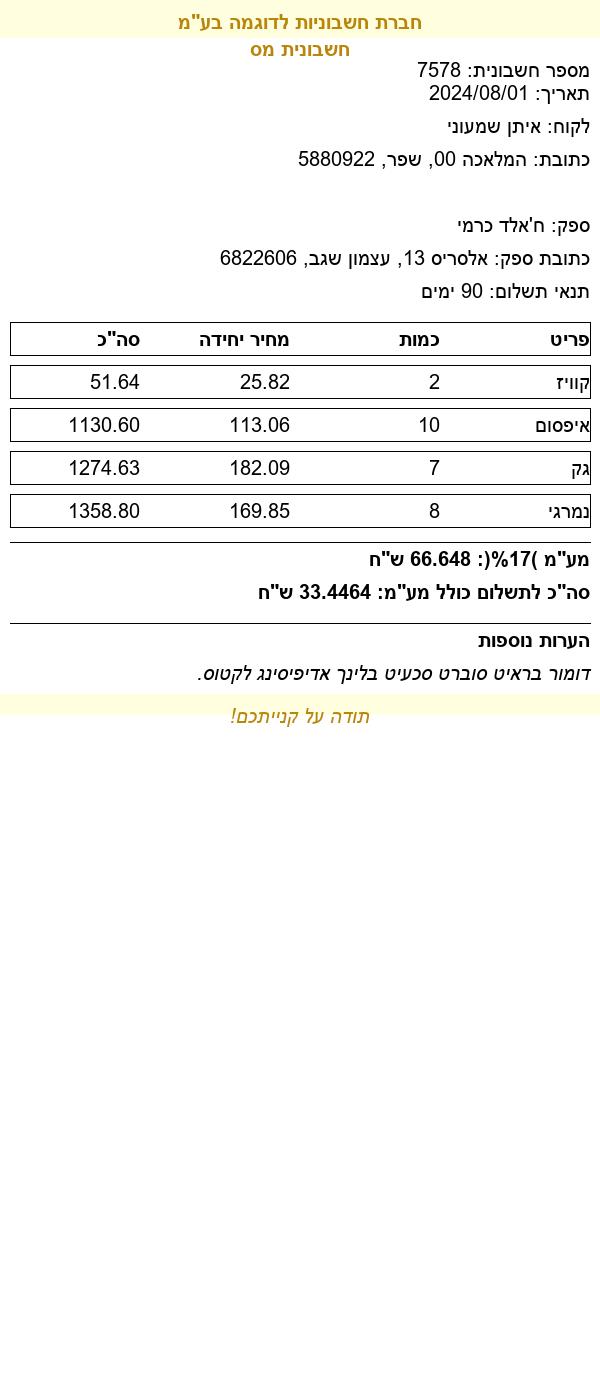 חברת חשבוניות לדוגמה בע"מ
חשבונית מס
מספר חשבונית: 7578
תאריך: 2024/08/01
לקוח: איתן שמעוני
כתובת: המלאכה 00, שפר, 5880922
ספק: ח'אלד כרמי
כתובת ספק: אלסריס 13, עצמון שגב, 6822606
תנאי תשלום: 90 ימים
פריט כמות מחיר יחידה סה"כ
קוויז 2 25.82 51.64
איפסום 10 113.06 1130.60
גק 7 182.09 1274.63
נמרגי 8 169.85 1358.80
מע"מ )17%(: 66.648 ש"ח
סה"כ לתשלום כולל מע"מ: 33.4464 ש"ח
הערות נוספות
דומור בראיט סוברט סכעיט בלינך אדיפיסינג לקטוס.
תודה על קנייתכם!